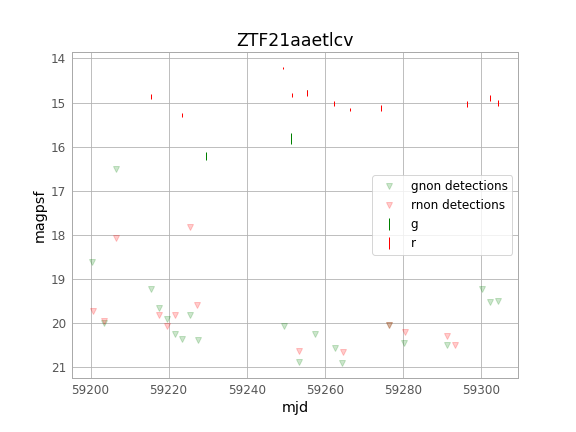 ZTF21aaetlcv
14
15
16
17
18
19
20
21
magpsf
gnon detections
rnon detections
g
r
59200
59220
59240
59260
59280
59300
mjd